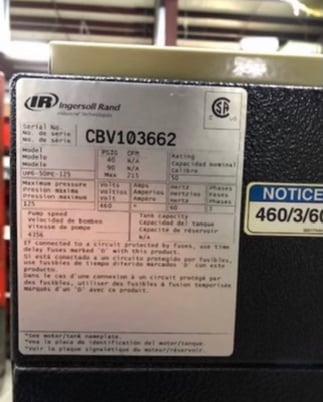 IR Ingersoll Rand
Industrial Technologies
Serial No.
No. de serie
No. de série
CBV103662
Model
Modelo
Modèle
UP6-50PE-125
PSIG CFM
40 N/A
90 N/A
Max 215
Rating
Capacidad nominal
Calibre
50
Maximum pressure
Presion maxima
Pression maximum
125
Volts
Voltios
Volts
460
Amps
Amperios
Amperes
Hertz
Hertzios
Hertz
60
Phases
Fases
Phases
3
Pump speed
Velocidad de bombeo
Vitesse de pompe
4356
Tank capacity
Capacidad de tanque
Capacité de réservoir
N/A
If connected to a circuit protected by fuses, use time
delay fuses marked 'D' with this product.
Si está conectada a un circuito protegido por fusibles,
use fusibles de tiempo diferido marcados 'D' con este
producto.
Dans le cas d'une connexion à un circuit protégé par
des fusibles, utiliser des fusibles à fusion temporisée
Marqués d'un 'D' avec ce produit.
*See motor/tank nameplate.
*Vea la placa de identificación del motor/tanque.
*Voir la plaque signalétique du moteur/réservoir.
NOTICE
460/3/60